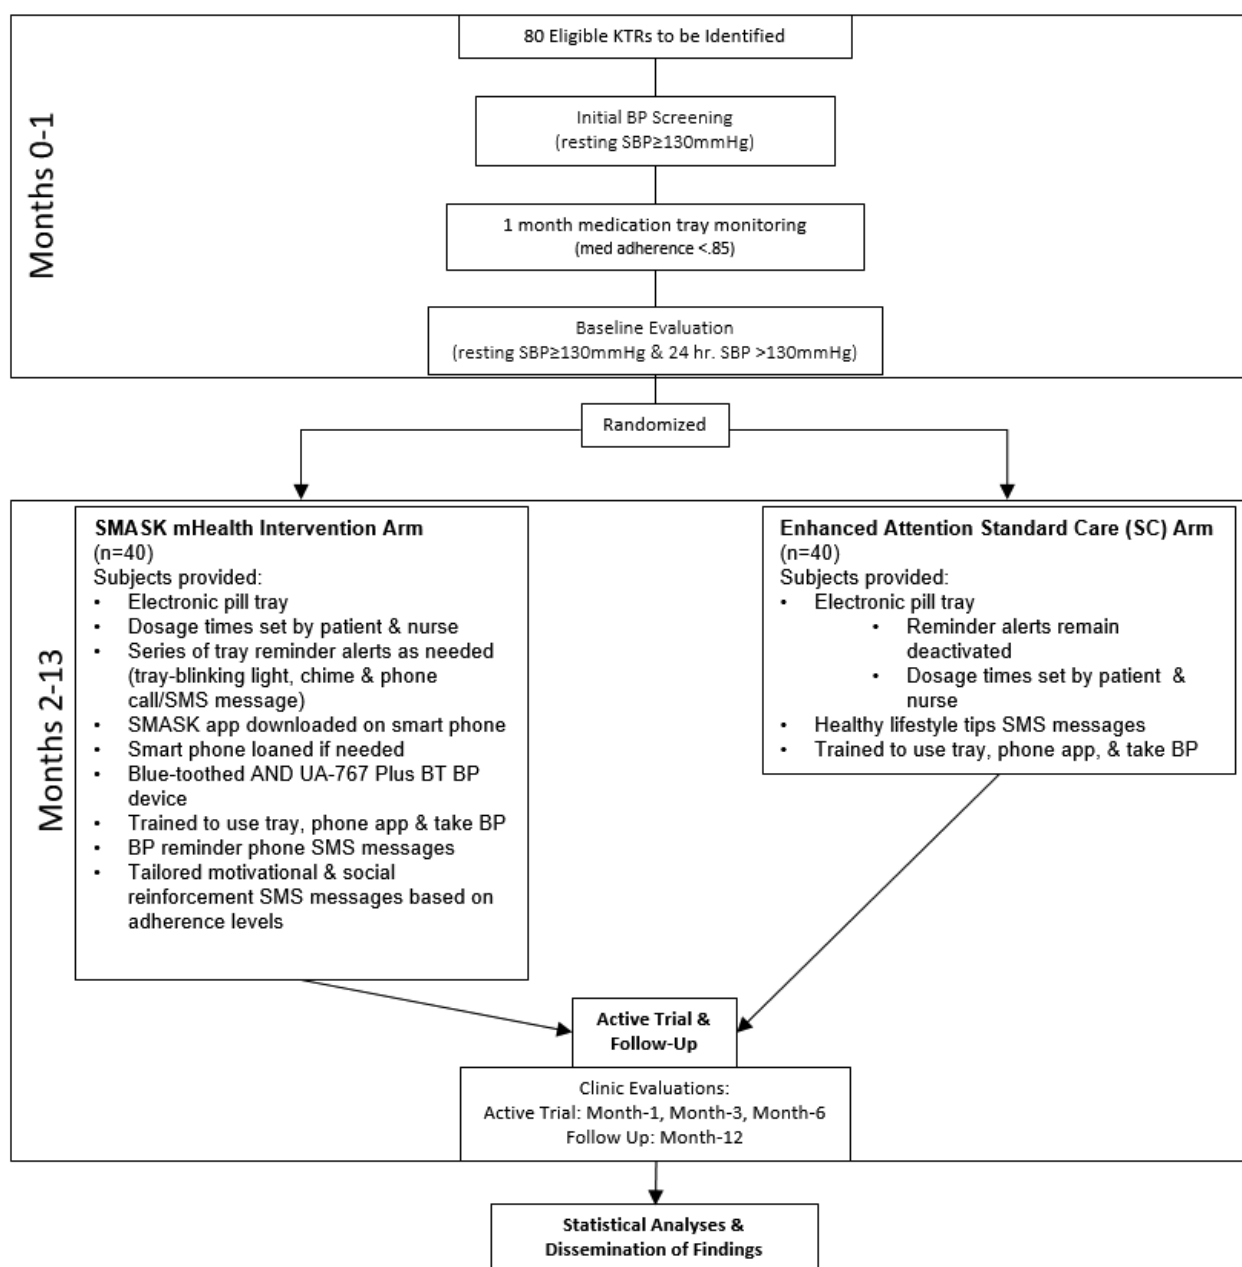 80 Eligible KTRs to be Identified
Months 0-1
Initial BP Screening
(resting SBP≥130mmHg)
1 month medication tray monitoring
(med adherence <.85)
Baseline Evaluation
(resting SBP≥130mmHg & 24 hr. SBP >130mmHg)
Randomized
Months 2-13
SMASK mHealth Intervention Arm
(n=40)
Subjects provided:
• Electronic pill tray
• Dosage times set by patient & nurse
• Series of tray reminder alerts as needed
(tray-blinking light, chime & phone
call/SMS message)
• SMASK app downloaded on smart phone
• Smart phone loaned if needed
• Blue-toothed AND UA-767 Plus BT BP
device
• Trained to use tray, phone app & take BP
• BP reminder phone SMS messages
• Tailored motivational & social
reinforcement SMS messages based on
adherence levels
Enhanced Attention Standard Care (SC) Arm
(n=40)
Subjects provided:
• Electronic pill tray
• Reminder alerts remain
deactivated
• Dosage times set by patient &
nurse
• Healthy lifestyle tips SMS messages
• Trained to use tray, phone app, & take BP
Active Trial &
Follow-Up
Clinic Evaluations:
Active Trial: Month-1, Month-3, Month-6
Follow Up: Month-12
Statistical Analyses &
Dissemination of Findings